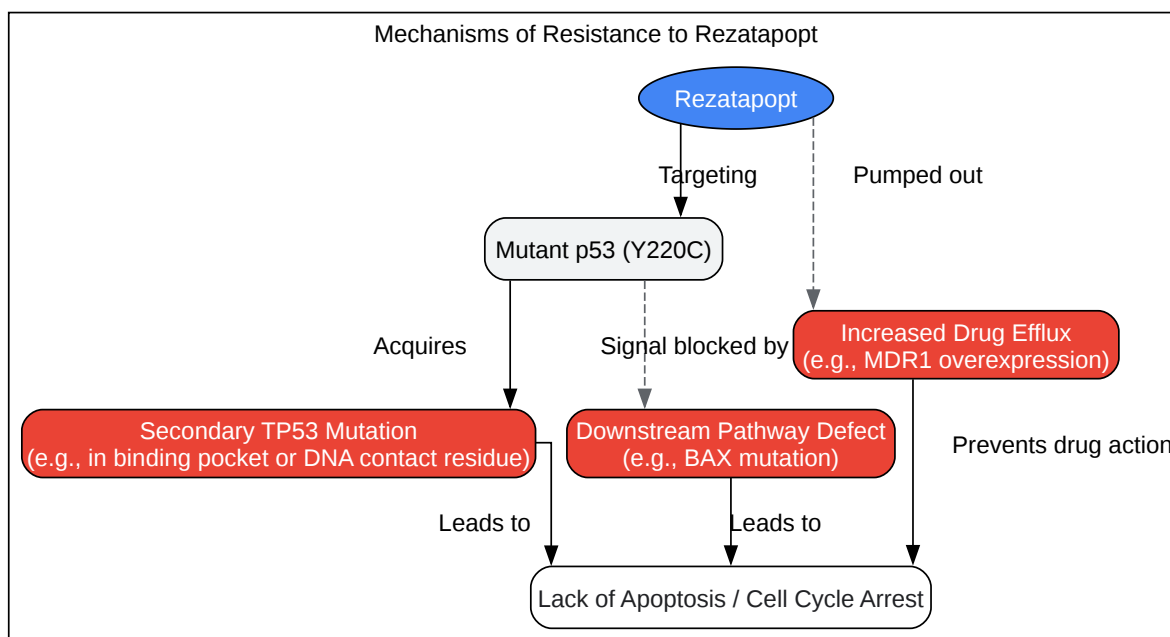 Mechanisms of Resistance to Rezatapopt
Rezatapopt
Targeting
Pumped out
Mutant p53 (Y220C)
Acquires
Signal blocked by
Increased Drug Efflux
(e.g., MDR1 overexpression)
Secondary TP53 Mutation
(e.g., in binding pocket or DNA contact residue)
Downstream Pathway Defect
(e.g., BAX mutation)
Prevents drug action
Leads to
Leads to
Lack of Apoptosis / Cell Cycle Arrest